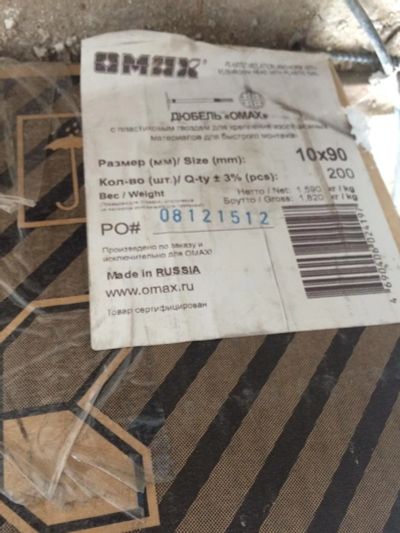 OMAX®
ДЮБЕЛЬ «OMAX»
с пластиковым гвоздем для крепления изоляционных
материалов для быстрого монтажа
Размер (мм)/ Size (mm): 10x90
Кол-во (шт.)/ Q-ty ± 3% (pcs): 200
Вес / Weight Нетто / Net: 1,590 кг / kg
Брутто / Gross: 1,820 кг / kg
PO# 08121512
Произведено по заказу и
исключительно для OMAX!
Made in RUSSIA
www.omax.ru
Товар сертифицирован